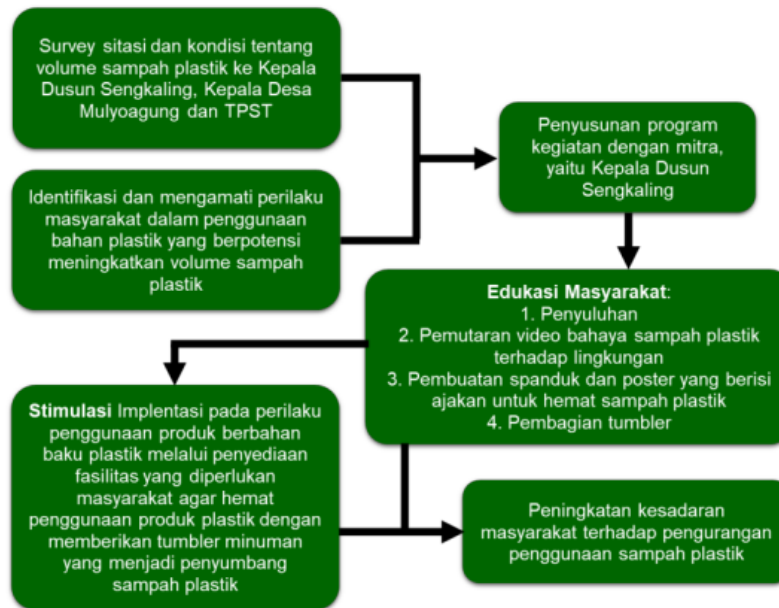 Survey sitasi dan kondisi tentang
volume sampah plastik ke Kepala
Dusun Sengkaling, Kepala Desa
Mulyoagung dan TPST
Identifikasi dan mengamati perilaku
masyarakat dalam penggunaan
bahan plastik yang berpotensi
meningkatkan volume sampah
plastik
Penyusunan program
kegiatan dengan mitra,
yaitu Kepala Dusun
Sengkaling
Edukasi Masyarakat:
1. Penyuluhan
2. Pemutaran video bahaya sampah plastik
terhadap lingkungan
3. Pembuatan spanduk dan poster yang berisi
ajakan untuk hemat sampah plastik
4. Pembagian tumbler
Stimulasi Implentasi pada perilaku
penggunaan produk berbahan
baku plastik melalui penyediaan
fasilitas yang diperlukan
masyarakat agar hemat
penggunaan produk plastik dengan
memberikan tumbler minuman
yang menjadi penyumbang
sampah plastik
Peningkatan kesadaran
masyarakat terhadap pengurangan
penggunaan sampah plastik